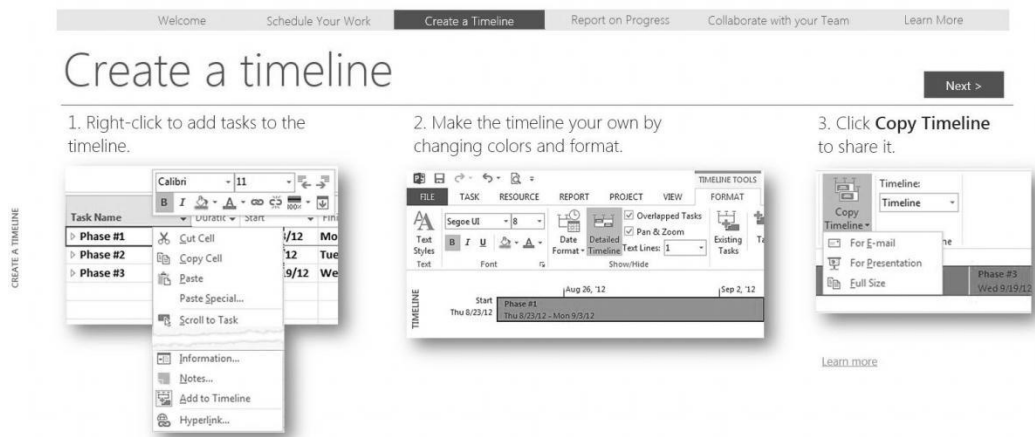 Welcome Schedule Your Work Create a Timeline Report on Progress Collaborate with your Team Learn More
Create a timeline
Next >
CREATE A TIMELINE
1. Right-click to add tasks to the
timeline.
Calibri 11
B I A 100%
Task Name Duratic Start Fini
Phase #1 /12 Mo
Phase #2 '12 Tue
Phase #3 9/12 We
Cut Cell
Copy Cell
Paste
Paste Special...
Scroll to Task
Information...
Notes...
Add to Timeline
Hyperlink...
2. Make the timeline your own by
changing colors and format.
TIMELINE TOOLS
FILE TASK RESOURCE REPORT PROJECT VIEW FORMAT
Segoe UI 8
B I U A
Text
Styles
Text
Font
Date
Format
Detailed
Timeline
Overlapped Tasks
Pan & Zoom
Text Lines: 1
Show/Hide
Existing
Tasks
TIMELINE
Aug 26, '12 Sep 2, '12
Start
Thu 8/23/12
Phase #1
Thu 8/23/12 - Mon 9/3/12
3. Click Copy Timeline
to share it.
Copy
Timeline
Timeline:
Timeline
For E-mail
For Presentation
Full Size
Phase #3
Wed 9/19/12
Learn more